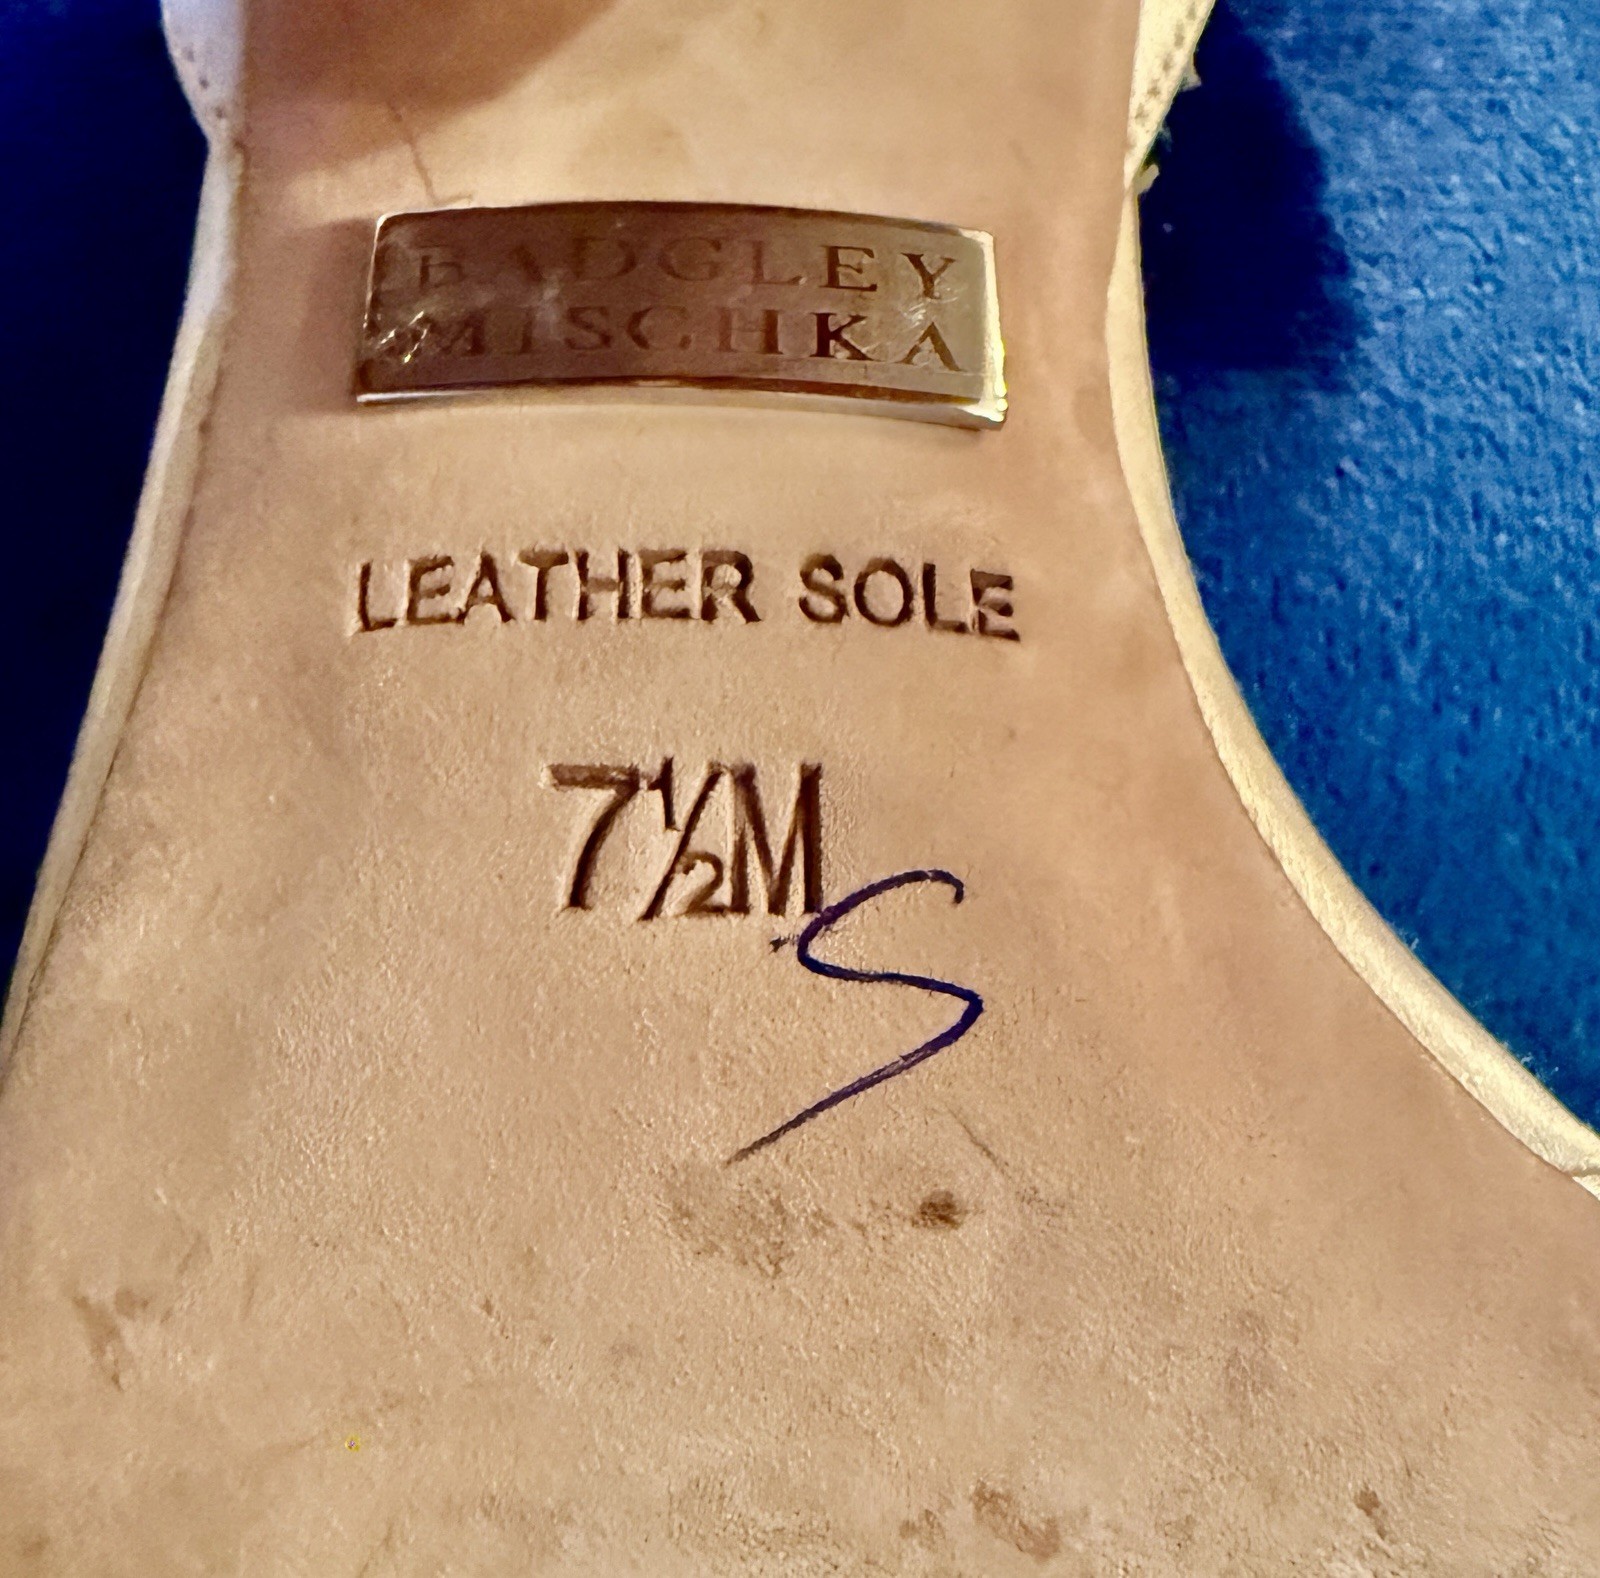 BADGLEY
MISCHKA
LEATHER SOLE
7½M
S